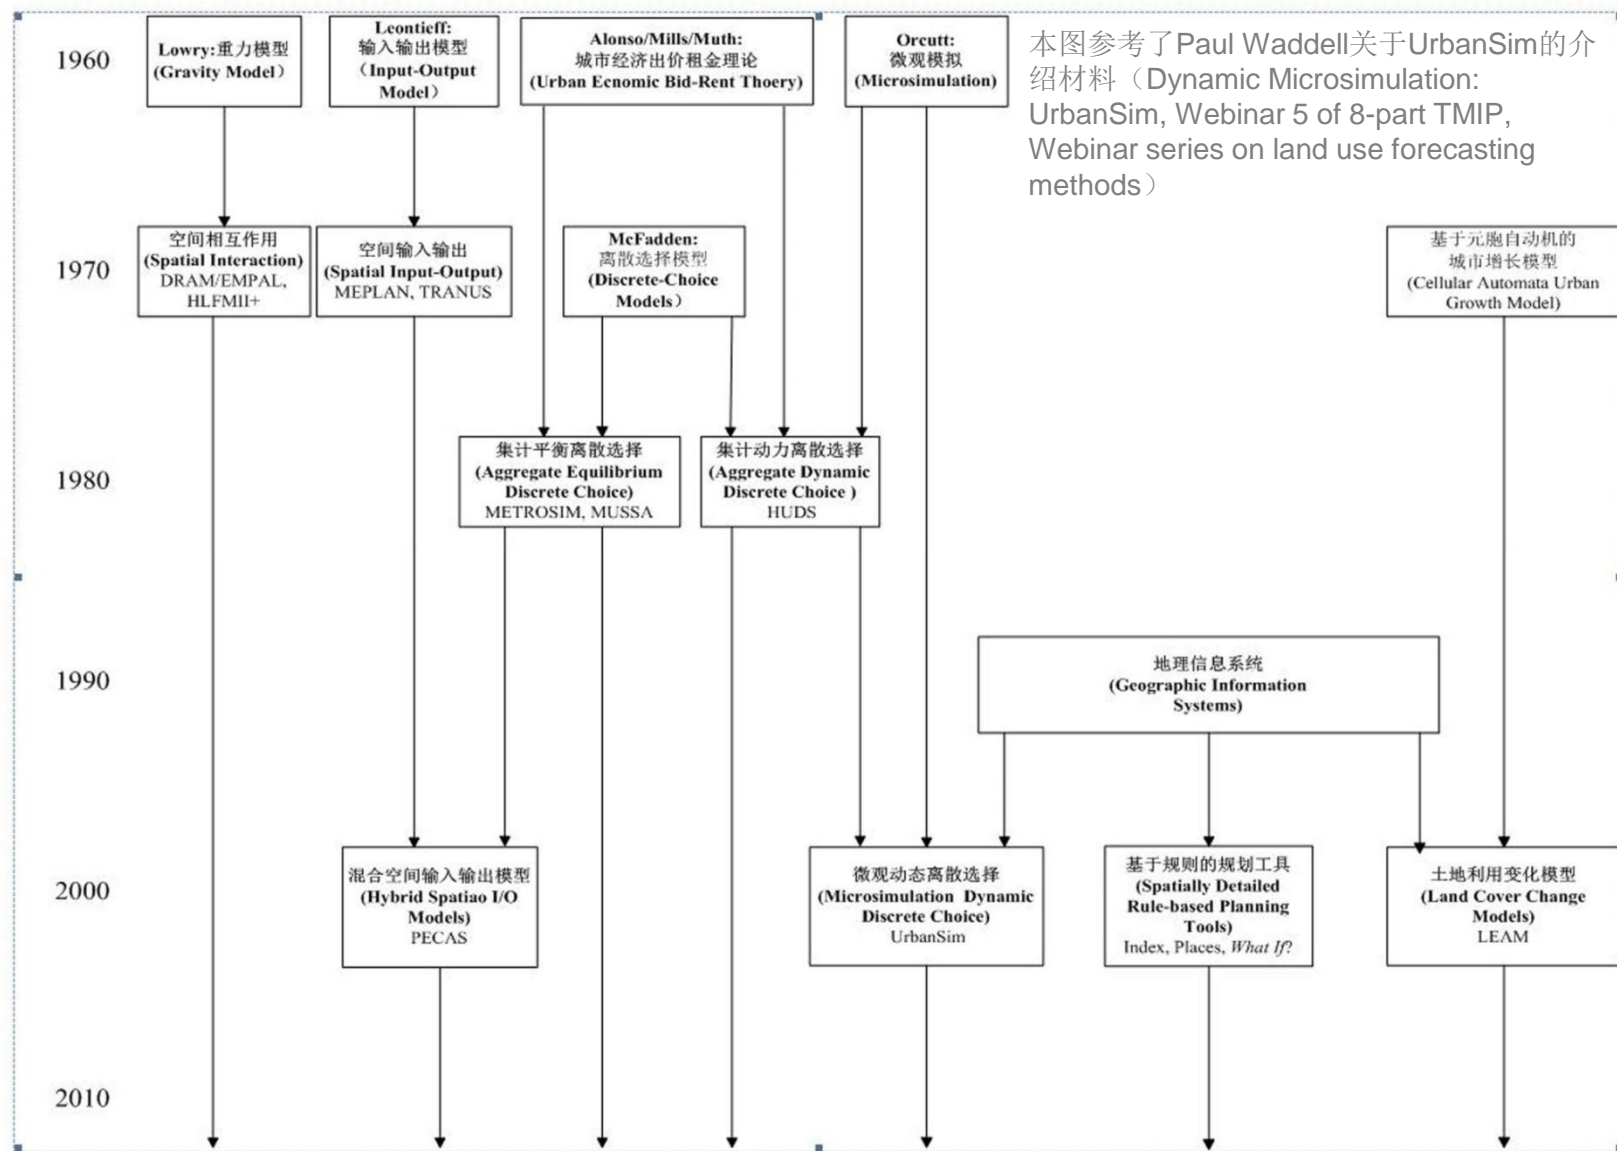 1960
Lowry:重力模型
(Gravity Model）
Leontieff:
输入输出模型
（Input-Output
Model）
Alonso/Mills/Muth:
城市经济出价租金理论
(Urban Ecnomic Bid-Rent Thoery)
Orcutt:
微观模拟
(Microsimulation)
本图参考了Paul Waddell关于UrbanSim的介
绍材料（Dynamic Microsimulation:
UrbanSim, Webinar 5 of 8-part TMIP,
Webinar series on land use forecasting
methods）
1970
空间相互作用
(Spatial Interaction)
DRAM/EMPAL,
HLFMII+
空间输入输出
(Spatial Input-Output)
MEPLAN, TRANUS
McFadden:
离散选择模型
(Discrete-Choice
Models）
基于元胞自动机的
城市增长模型
(Cellular Automata Urban
Growth Model)
1980
集计平衡离散选择
(Aggregate Equilibrium
Discrete Choice)
METROSIM, MUSSA
集计动力离散选择
(Aggregate Dynamic
Discrete Choice )
HUDS
1990
地理信息系统
(Geographic Information
Systems)
2000
混合空间输入输出模型
(Hybrid Spatiao I/O
Models)
PECAS
微观动态离散选择
(Microsimulation Dynamic
Discrete Choice)
UrbanSim
基于规则的规划工具
(Spatially Detailed
Rule-based Planning
Tools)
Index, Places, What If?
土地利用变化模型
(Land Cover Change
Models)
LEAM
2010